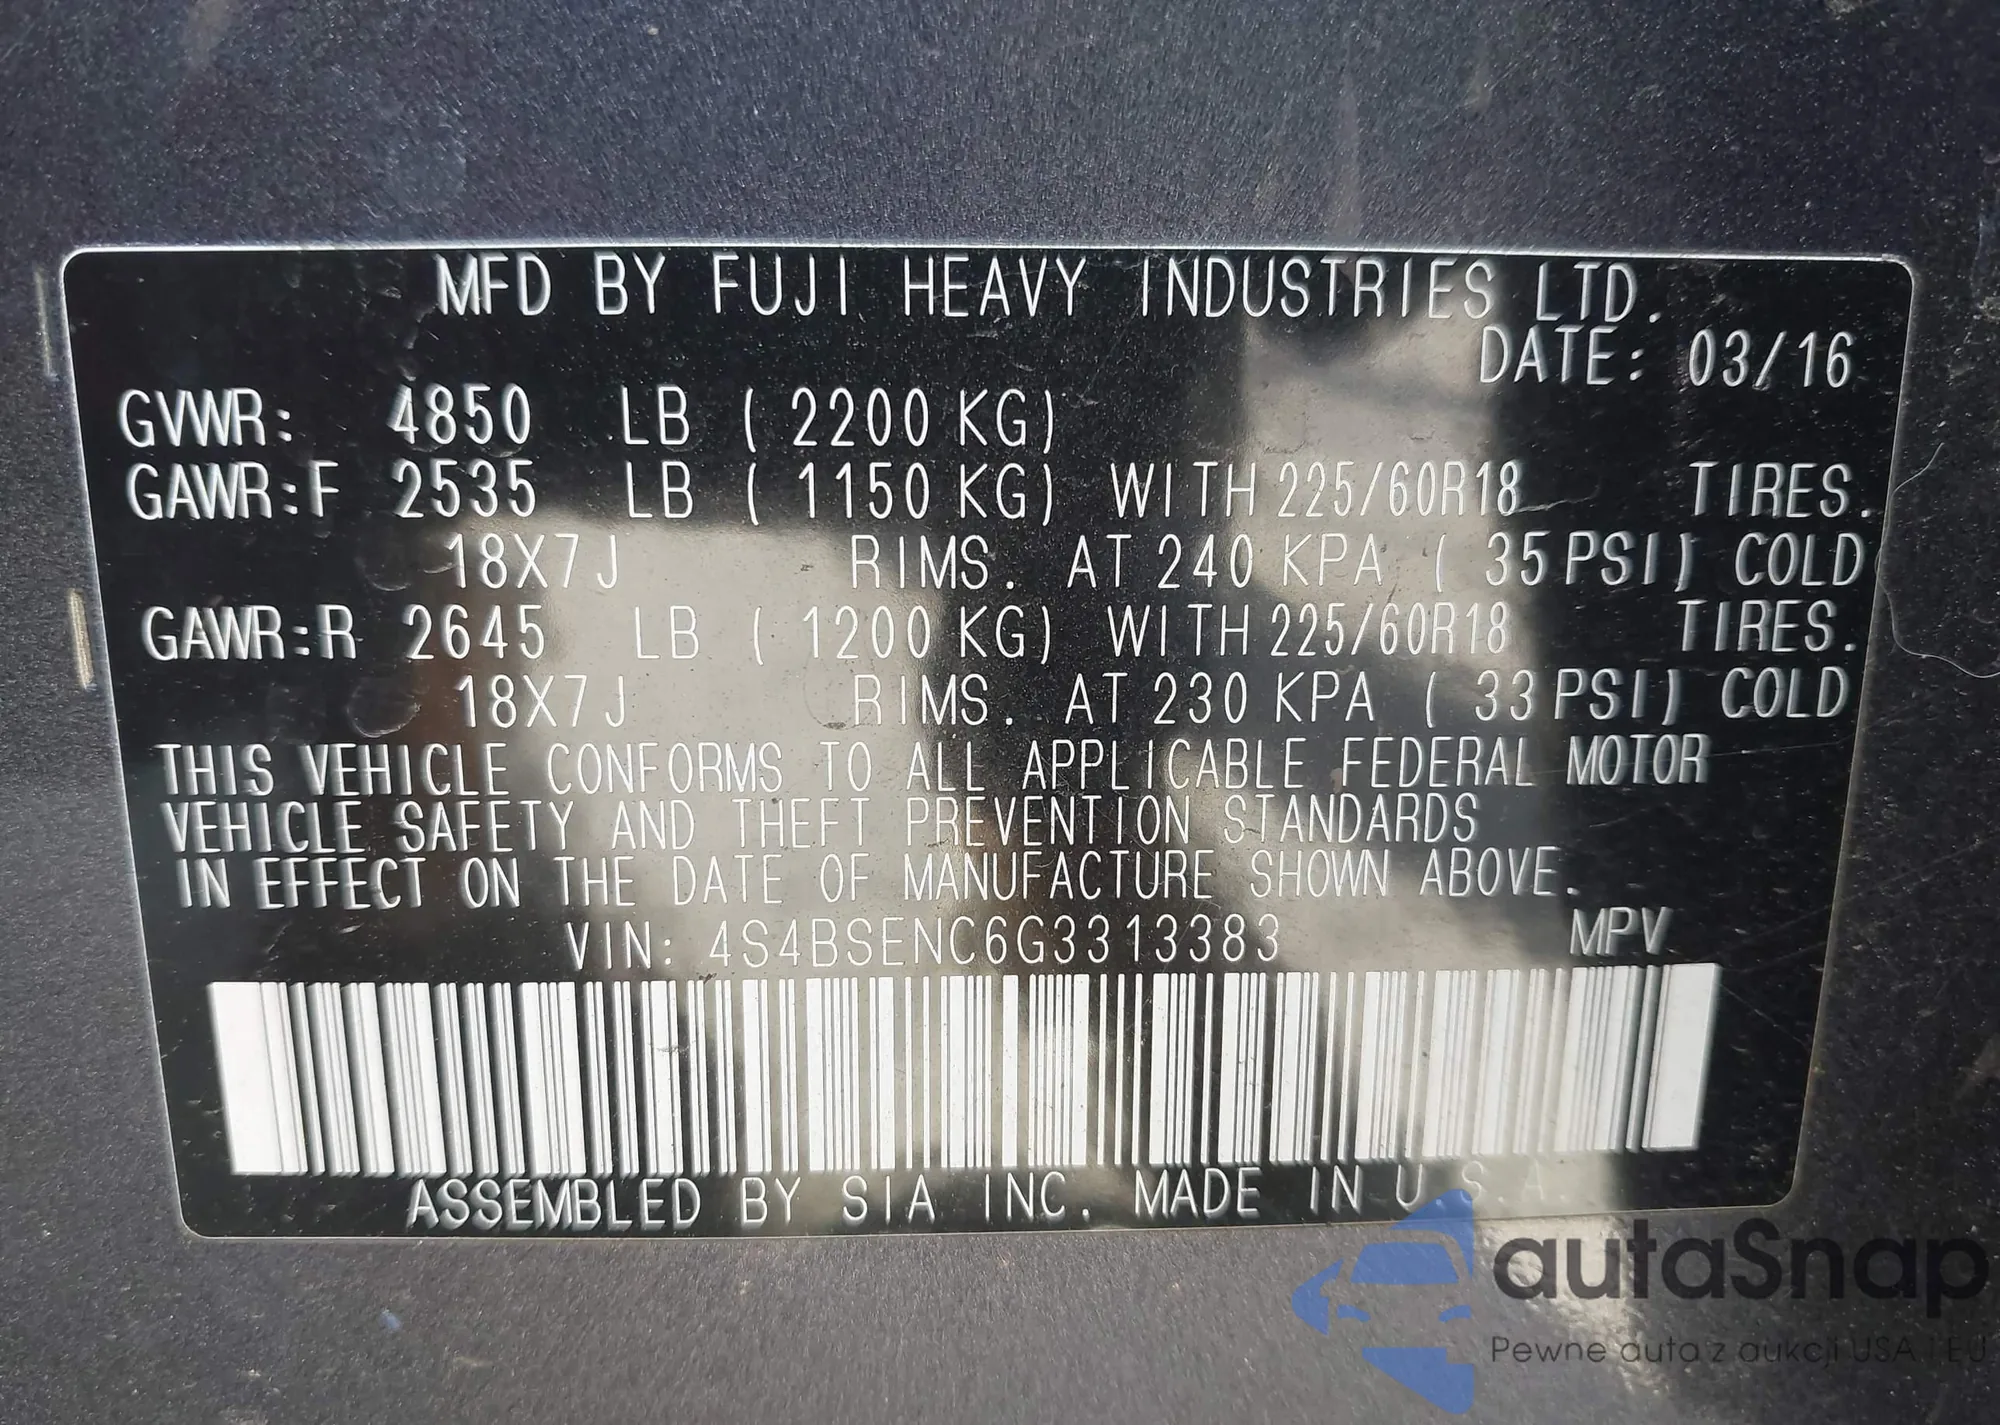 MFD BY FUJI HEAVY INDUSTRIES LTD.
DATE: 03/16
GVWR: 4850 LB ( 2200 KG)
GAWR:F 2535 LB ( 1150 KG) WITH 225/60R18 TIRES.
18X7J RIMS. AT 240 KPA ( 35 PSI) COLD
GAWR:R 2645 LB ( 1200 KG) WITH 225/60R18 TIRES.
18X7J RIMS. AT 230 KPA ( 33 PSI) COLD
THIS VEHICLE CONFORMS TO ALL APPLICABLE FEDERAL MOTOR
VEHICLE SAFETY AND THEFT PREVENTION STANDARDS
IN EFFECT ON THE DATE OF MANUFACTURE SHOWN ABOVE.
VIN: 4S4BSENC6G3313383 MPV
ASSEMBLED BY SIA INC. MADE IN U.S.A.
autaSnap
Pewne auta z aukcji USA i EU